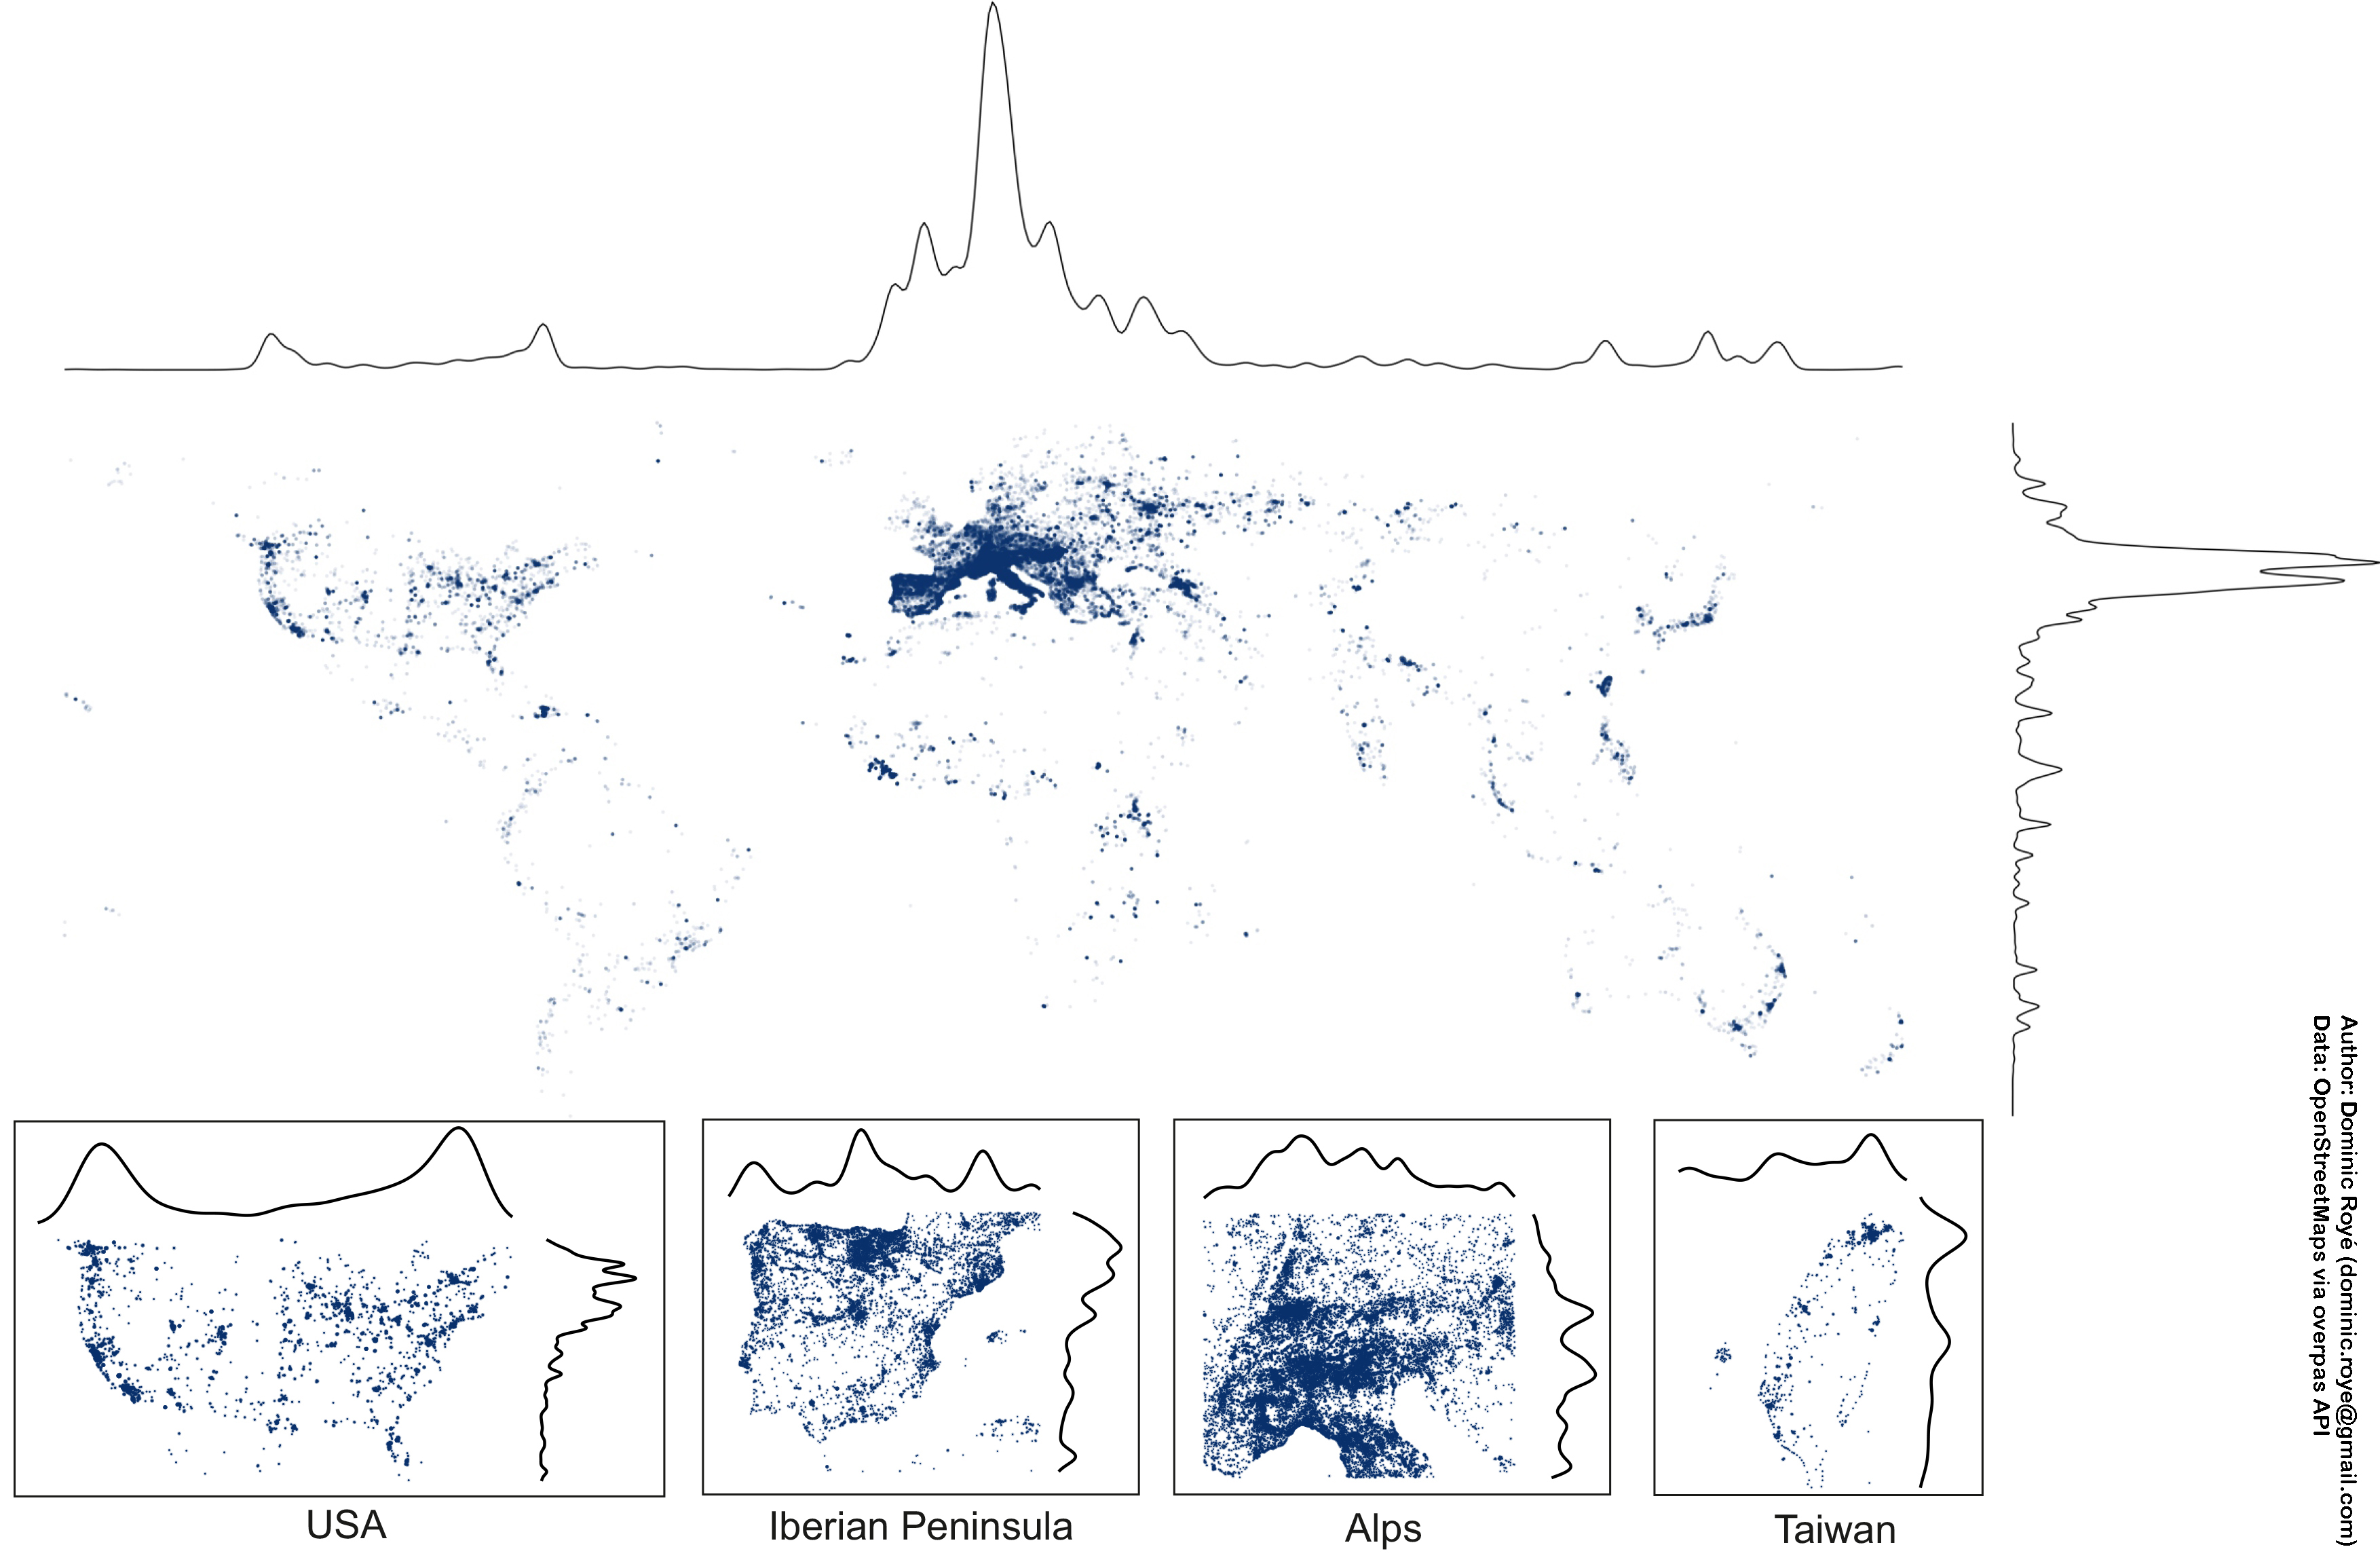 USA
Iberian Peninsula
Alps
Taiwan
Author: Dominic Royé (dominic.roye@gmail.com)
Data: OpenStreetMaps via overpas API